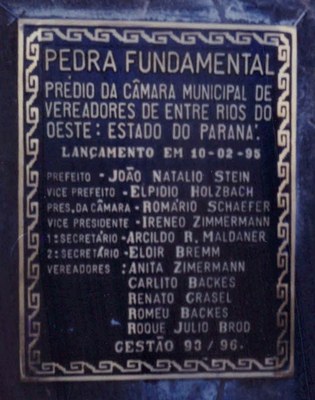 PEDRA FUNDAMENTAL
PRÉDIO DA CÂMARA MUNICIPAL DE
VEREADORES DE ENTRE RIOS DO
OESTE: ESTADO DO PARANÁ.
LANÇAMENTO EM 10-02-95
PREFEITO - JOÃO NATALIO STEIN
VICE PREFEITO - ELPIDIO HOLZBACH
PRES. DA CÂMARA - ROMÁRIO SCHAEFER
VICE PRESIDENTE - IRENEO ZIMMERMANN
1º SECRETÁRIO - ARCILDO R. MALDANER
2º SECRETÁRIO - ELOIR BREMM
VEREADORES : ANITA ZIMERMANN
CARLITO BACKES
RENATO GRASEL
ROMEU BACKES
ROQUE JULIO BROD
GESTÃO 93 / 96.